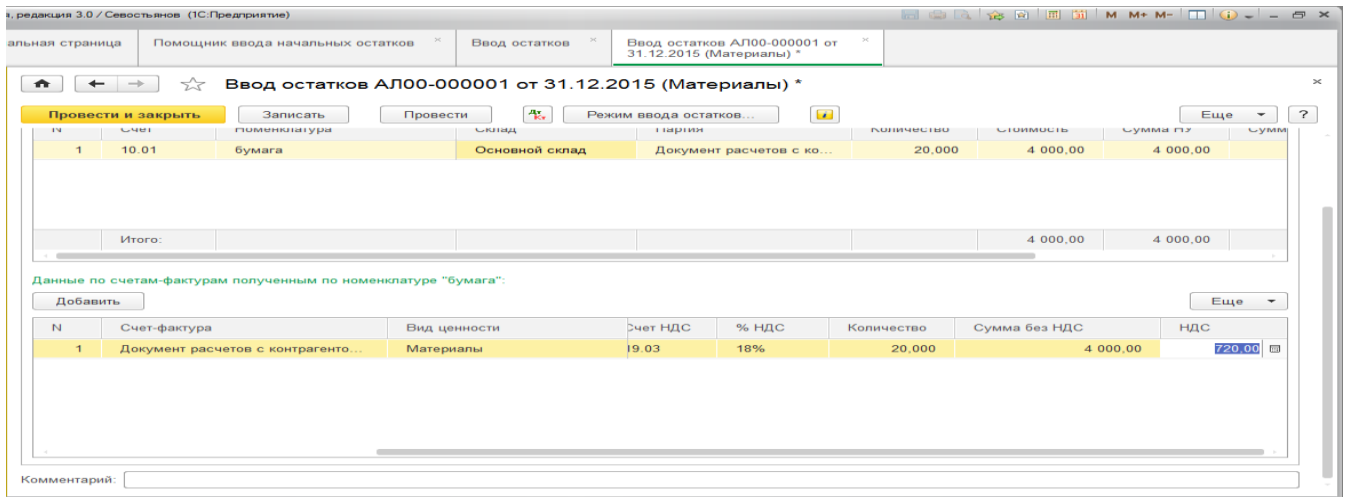 , редакция 3.0 / Севостьянов (1С:Предприятие) M M+ M-
альная страница Помощник ввода начальных остатков Ввод остатков Ввод остатков АЛ00-000001 от
31.12.2015 (Материалы) *
Ввод остатков АЛ00-000001 от 31.12.2015 (Материалы) *
Провести и закрыть Записать Провести Дт Кт Режим ввода остатков... Еще ?
N Счет Номенклатура Склад Партия Количество Стоимость Сумма НУ Сумм
1 10.01 бумага Основной склад Документ расчетов с ко... 20,000 4 000,00 4 000,00
Итого: 4 000,00 4 000,00
Данные по счетам-фактурам полученным по номенклатуре "бумага":
Добавить Еще
N Счет-фактура Вид ценности Счет НДС % НДС Количество Сумма без НДС НДС
1 Документ расчетов с контрагенто... Материалы 19.03 18% 20,000 4 000,00 720,00
Комментарий: